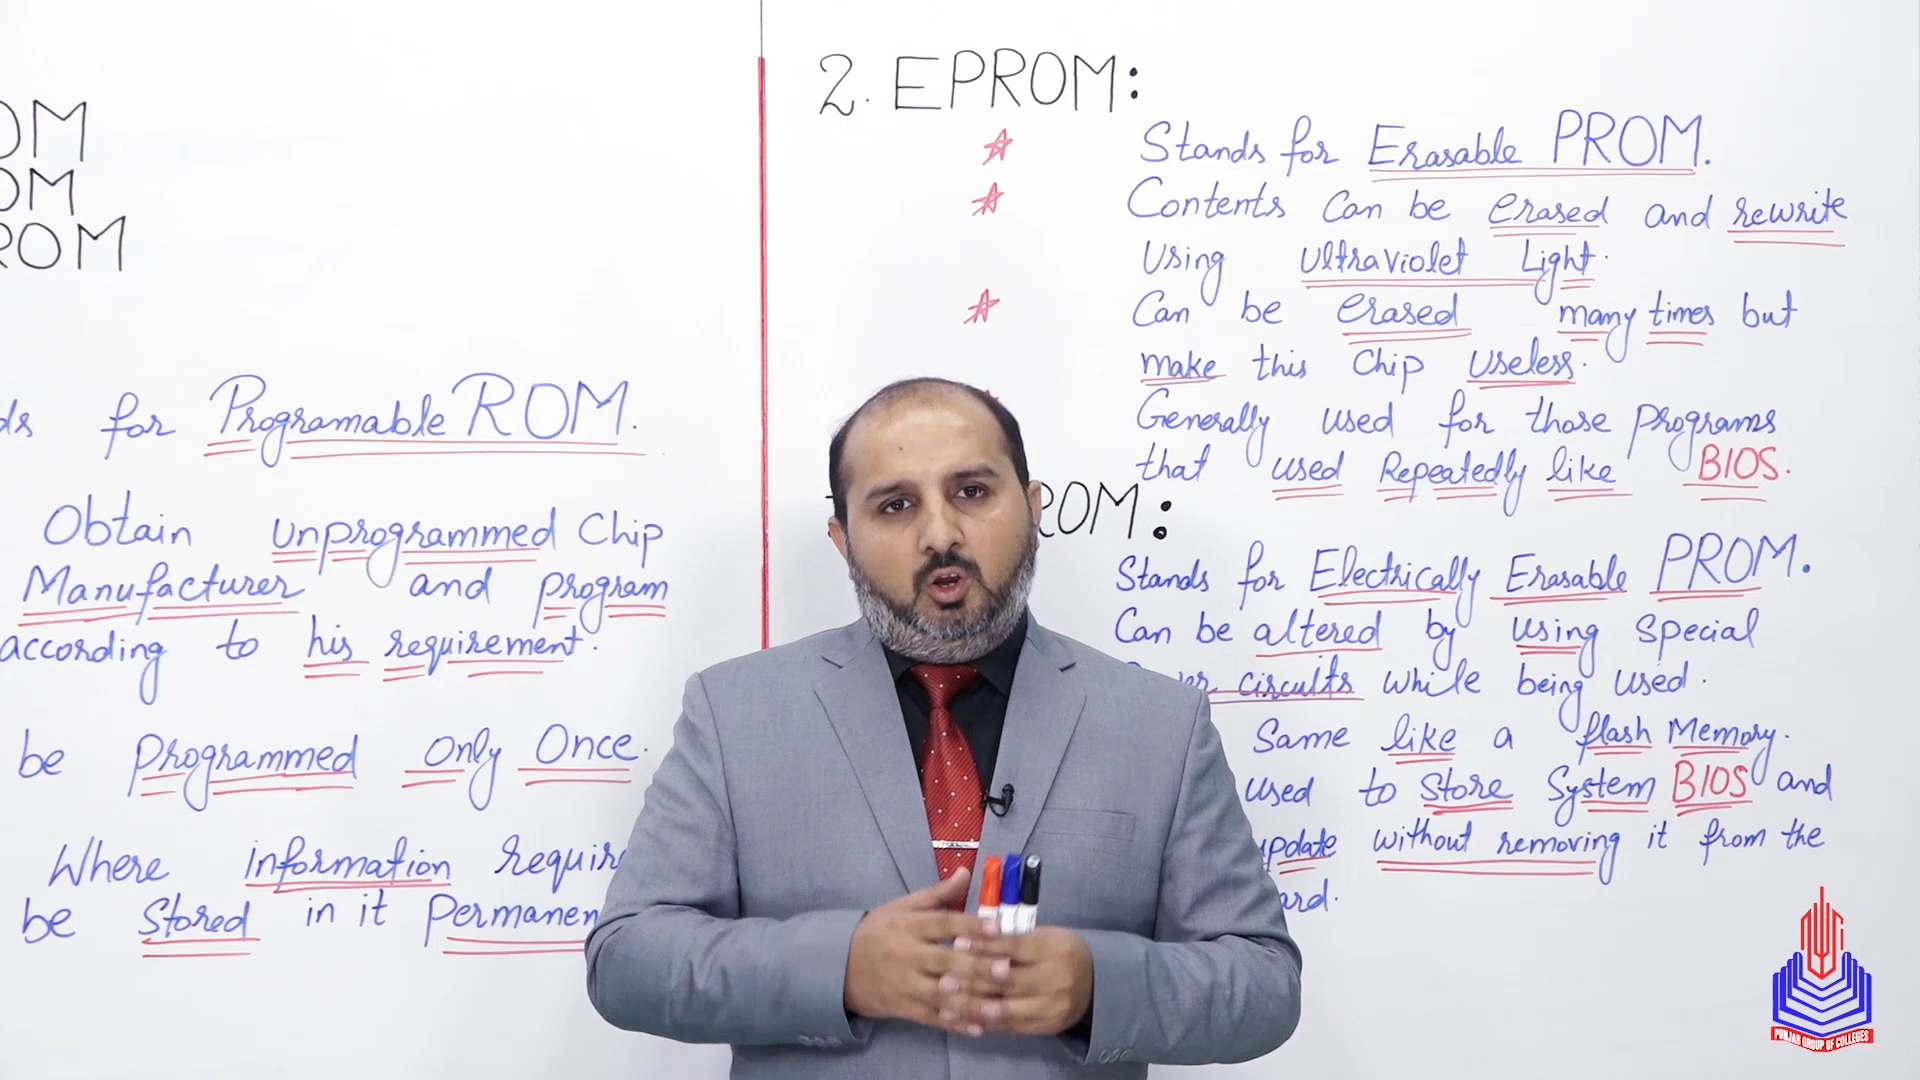 OM
OM
ROM
for Programable ROM.
Obtain unprogrammed Chip
Manufacturer and program
according to his requirement.
be Programmed Only Once.
Where information
be Stored in it
2. EPROM:
Stands for Erasable PROM.
Contents Can be erased and rewrite
Using Ultraviolet Light.
Can be erased many times but
make this Chip Useless.
Generally used for those Programs
that used Repeatedly like BIOS.
ROM:
Stands for Electrically Erasable PROM.
Can be altered by using Special
circuits while being used.
Same like a flash Memory.
used to Store System BIOS and
update without removing it from the
PUNJAB GROUP OF COLLEGES